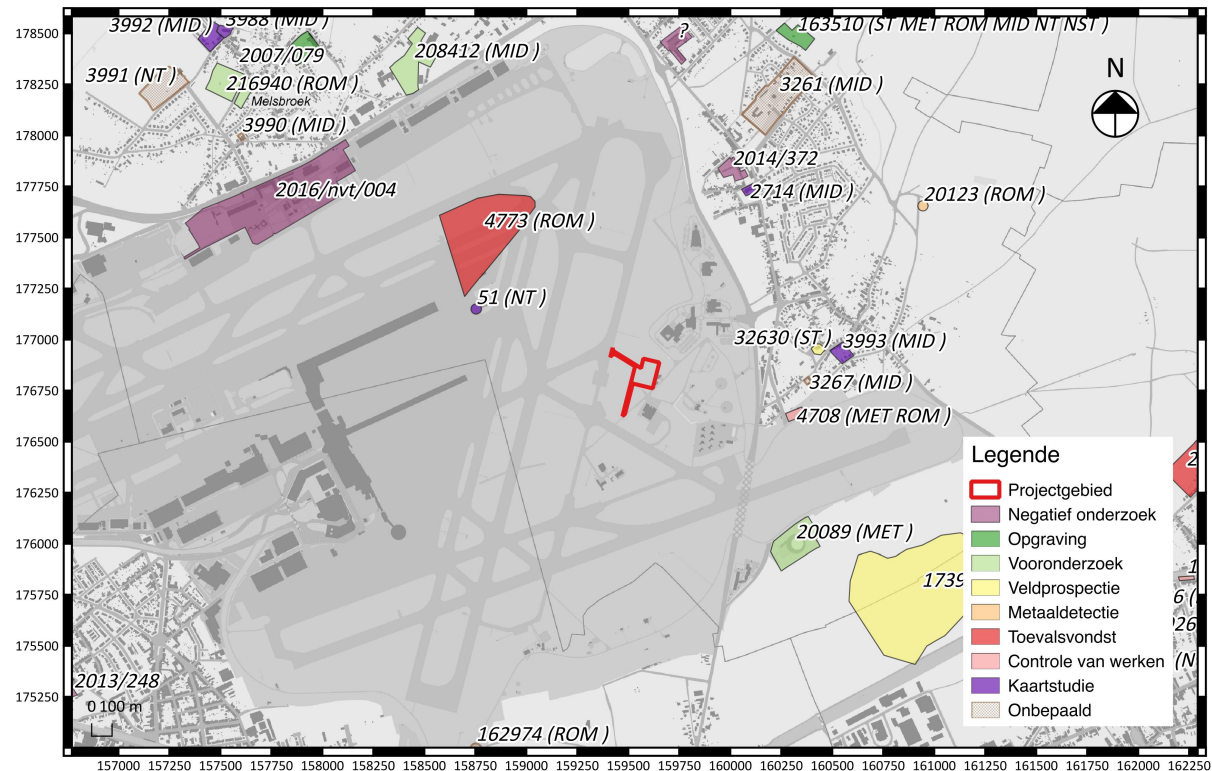 178500
178250
178000
177750
177500
177250
177000
176750
176500
176250
176000
175750
175500
175250
3992 (MID )
3988 (MID )
2007/079
208412 (MID )
?
163510 (ST MET ROM MID NT NST )
3991 (NT )
216940 (ROM )
Melsbroek
3261 (MID )
N
3990 (MID )
2014/372
2016/nvt/004
2714 (MID )
20123 (ROM )
4773 (ROM )
51 (NT )
32630 (ST )
3993 (MID )
3267 (MID )
4708 (MET ROM )
20089 (MET )
1739
2
1
6 (
026
(N
2013/248
0 100 m
162974 (ROM )
Legende
Projectgebied
Negatief onderzoek
Opgraving
Vooronderzoek
Veldprospectie
Metaaldetectie
Toevalsvondst
Controle van werken
Kaartstudie
Onbepaald
157000 157250 157500 157750 158000 158250 158500 158750 159000 159250 159500 159750 160000 160250 160500 160750 161000 161250 161500 161750 162000 162250